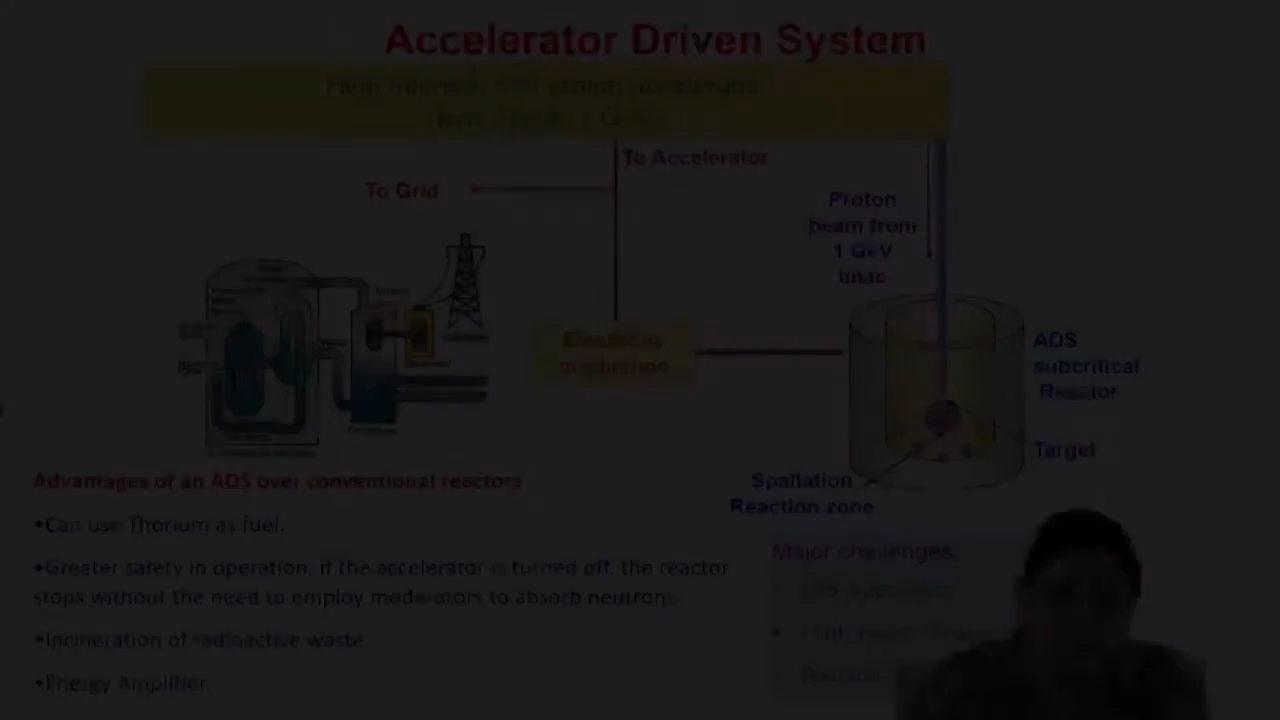 Accelerator Driven System
proton accelerator
To Accelerator
To Grid
Proton
beam from
1 GeV
linac
Electricity
production
ADS
subcritical
Reactor
Target
Spallation
Reaction zone
Advantages of an ADS over conventional reactors
•Can use Thorium as fuel.
•Greater safety in operation. If the accelerator is turned off, the reactor
stops without the need to employ moderators to absorb neutrons.
•Incineration of radioactive waste
•Energy Amplifier
Major challenges:
High